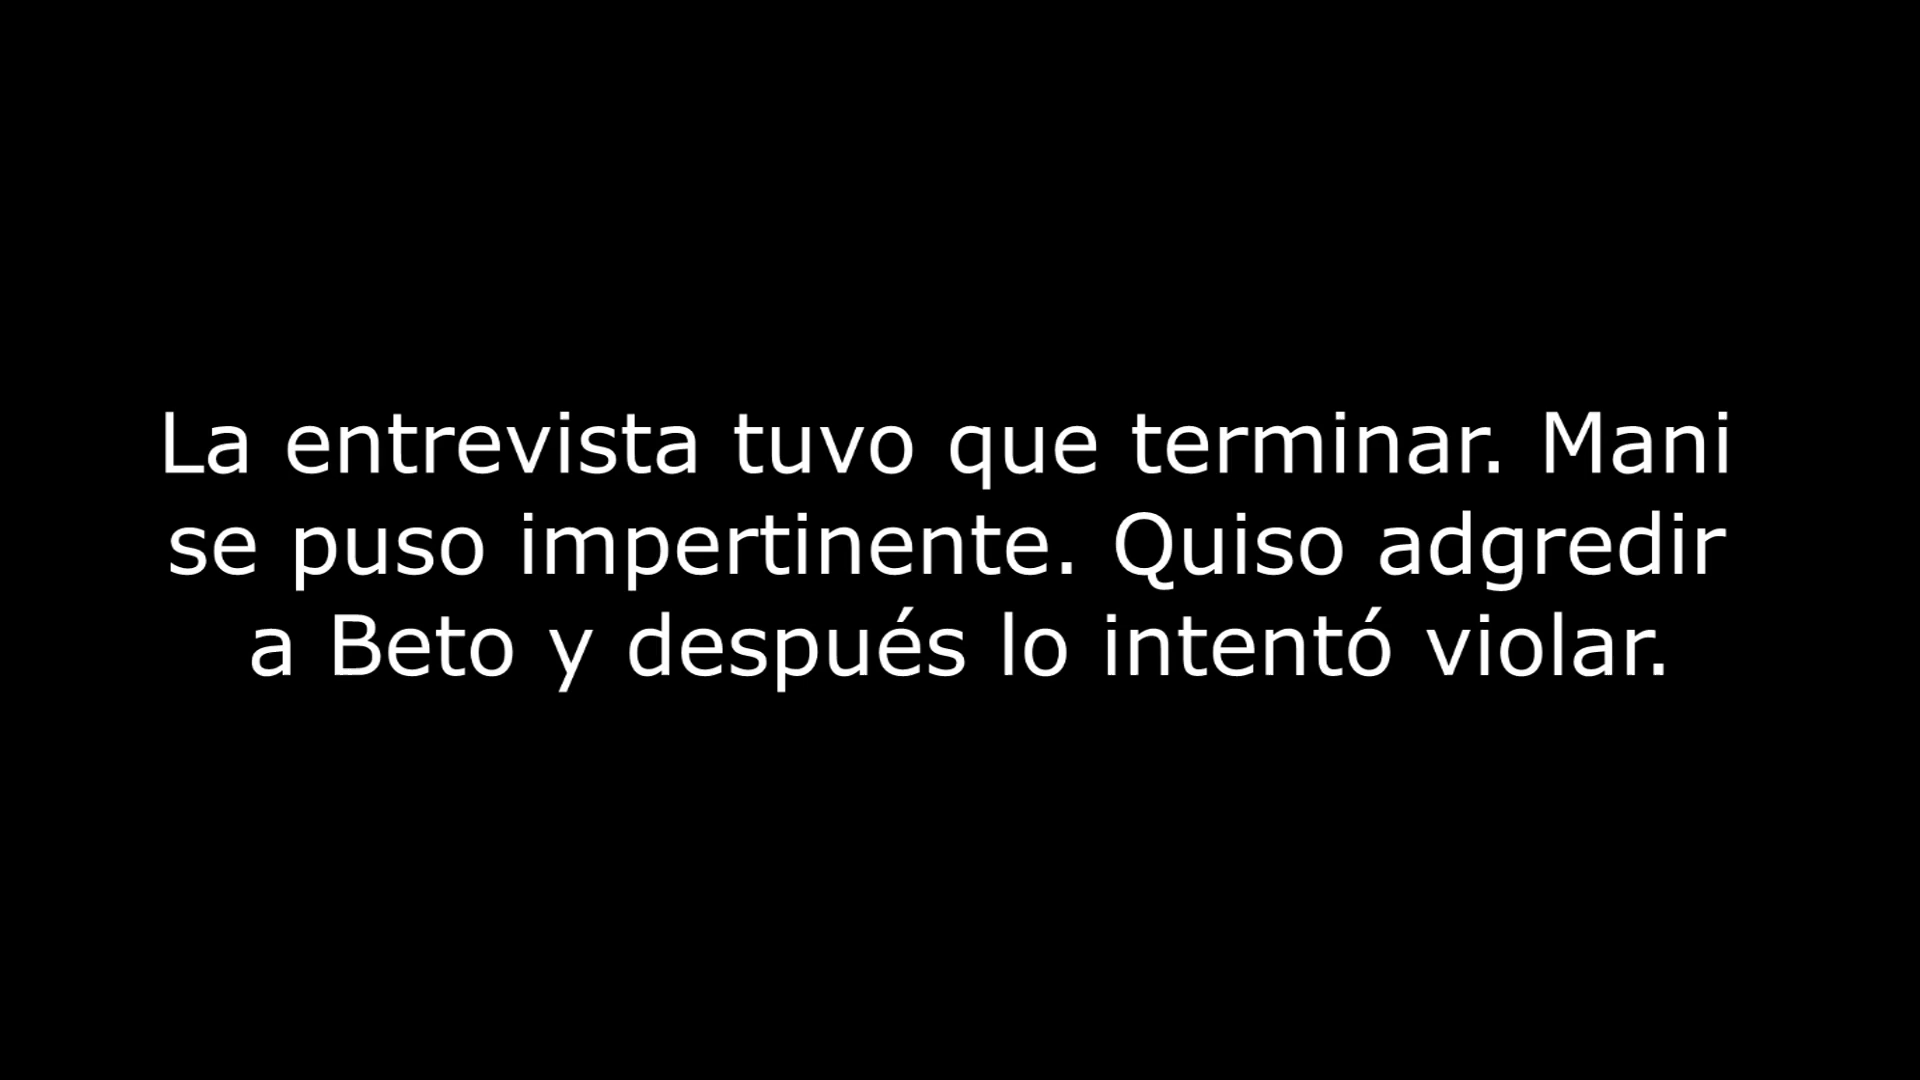 La entrevista tuvo que terminar. Mani
se puso impertinente. Quiso adgredir
a Beto y después lo intentó violar.